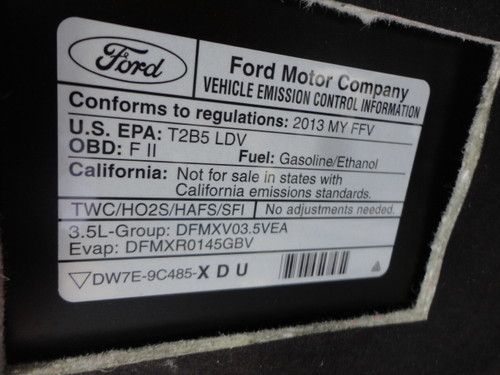 Ford
Ford Motor Company
VEHICLE EMISSION CONTROL INFORMATION
Conforms to regulations: 2013 MY FFV
U.S. EPA: T2B5 LDV
OBD: F II Fuel: Gasoline/Ethanol
California: Not for sale in states with
California emissions standards.
TWC/HO2S/HAFS/SFI No adjustments needed.
3.5L-Group: DFMXV03.5VEA
Evap: DFMXR0145GBV
DW7E-9C485-XDU